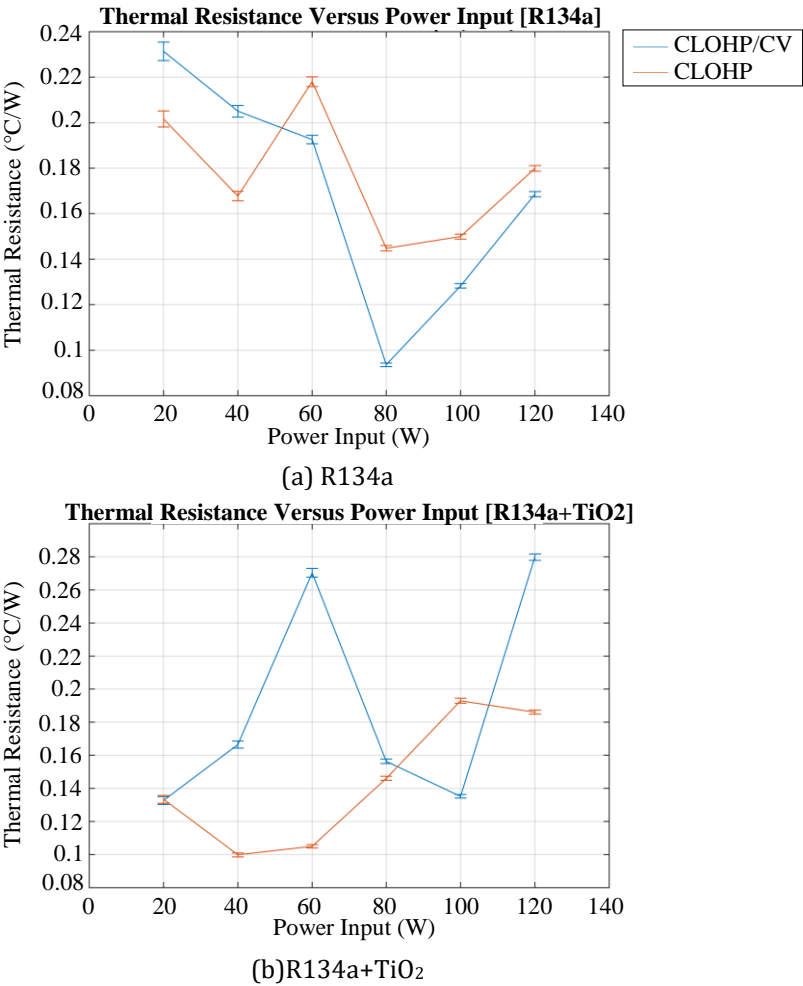 Thermal Resistance Versus Power Input [R134a]
CLOHP/CV
CLOHP
Thermal Resistance (°C/W)
0.24
0.22
0.2
0.18
0.16
0.14
0.12
0.1
0.08
0 20 40 60 80 100 120 140
Power Input (W)
(a) R134a
Thermal Resistance Versus Power Input [R134a+TiO2]
Thermal Resistance (°C/W)
0.28
0.26
0.24
0.22
0.2
0.18
0.16
0.14
0.12
0.1
0.08
0 20 40 60 80 100 120 140
Power Input (W)
(b)R134a+TiO₂